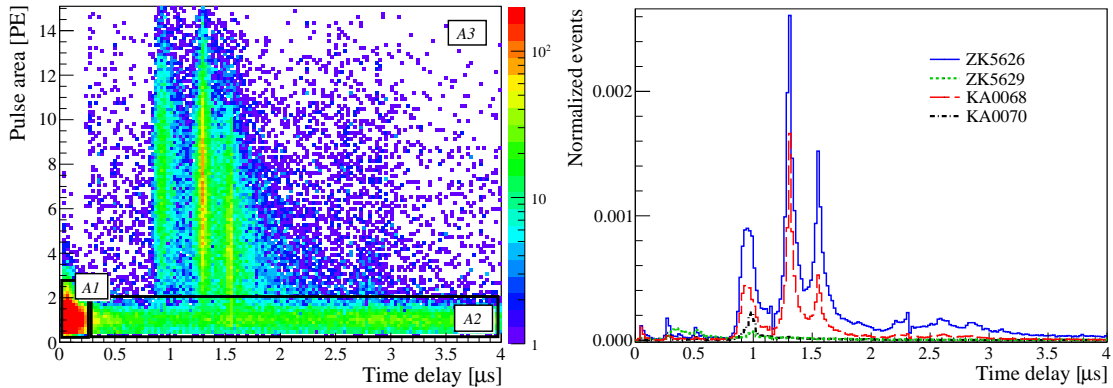 Pulse area [PE]
14
12
10
8
6
4
2
0
A3
A1
A2
0
0.5
1
1.5
2
2.5
3
3.5
4
Time delay [μs]
10²
10
1
Normalized events
0.002
0.001
0.000
ZK5626
ZK5629
KA0068
KA0070
0
0.5
1
1.5
2
2.5
3
3.5
4
Time delay [μs]